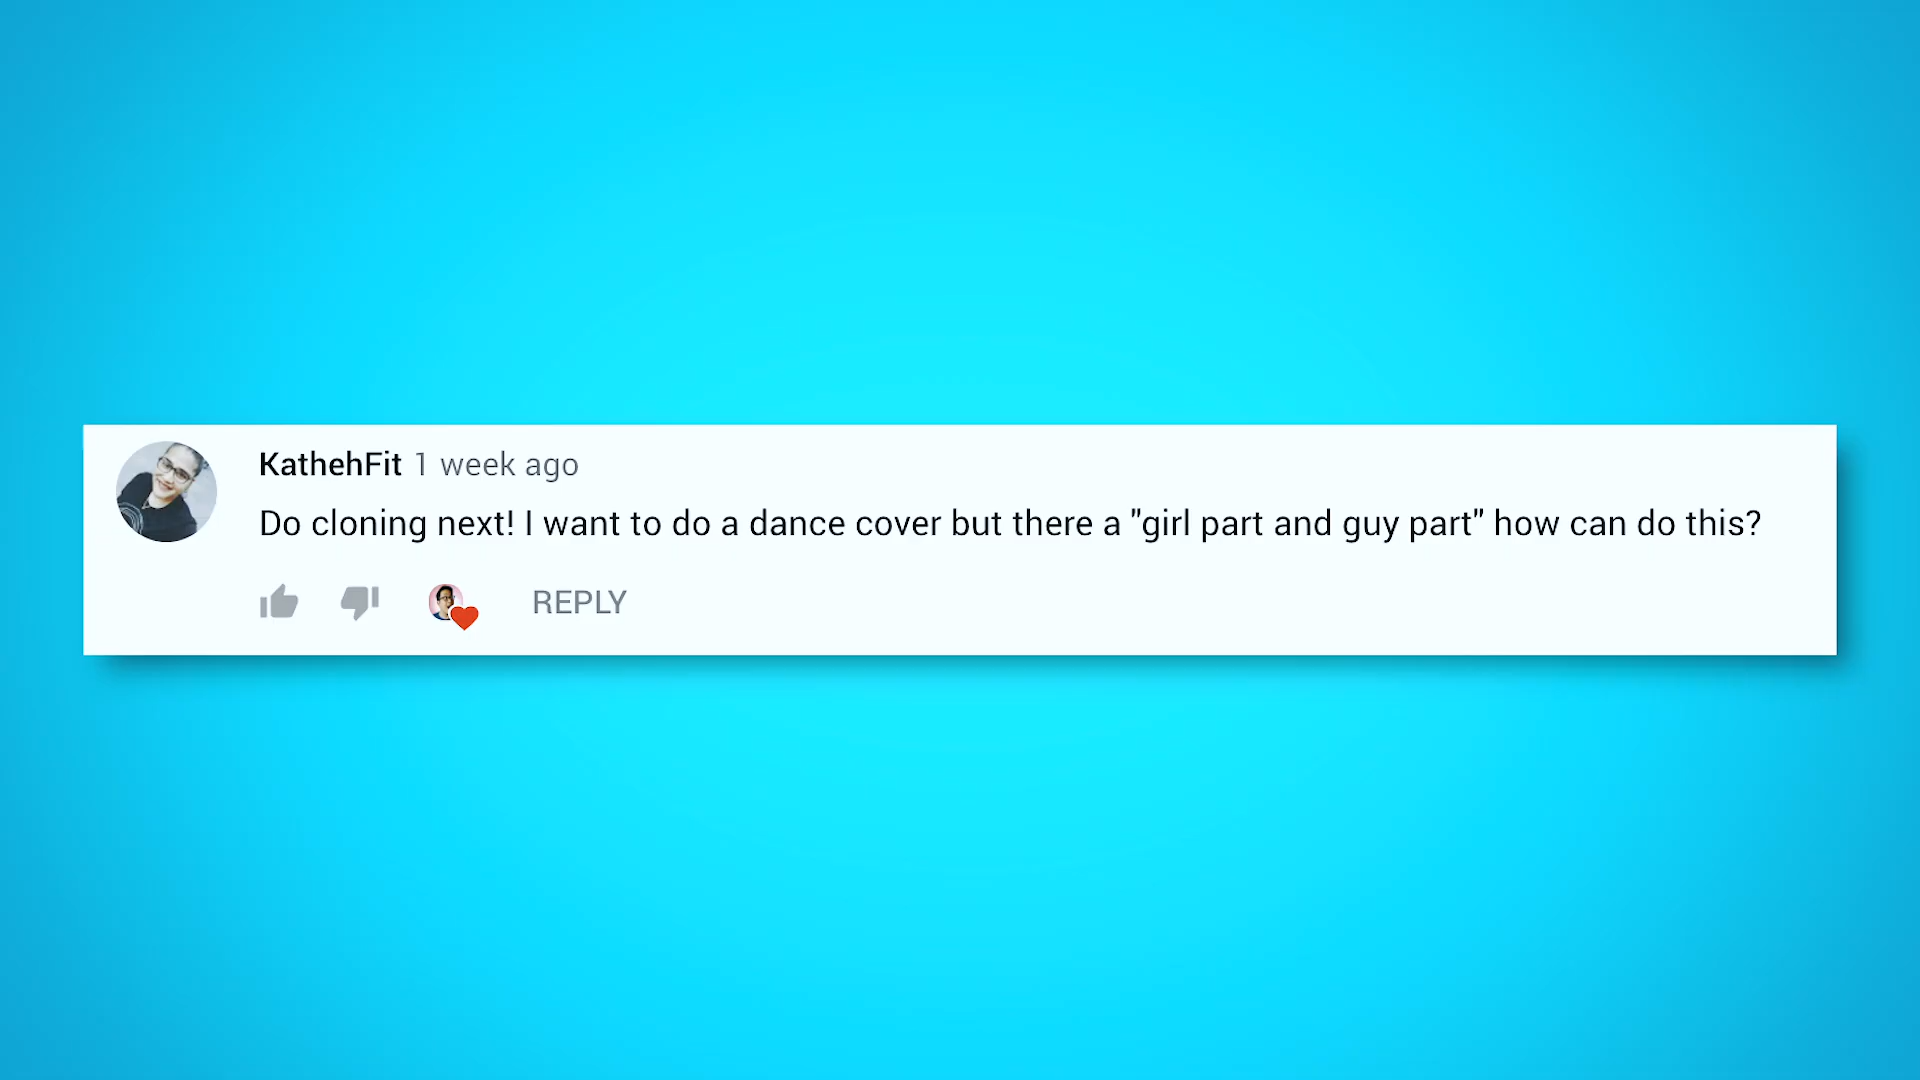 KathehFit 1 week ago
Do cloning next! I want to do a dance cover but there a "girl part and guy part" how can do this?
REPLY